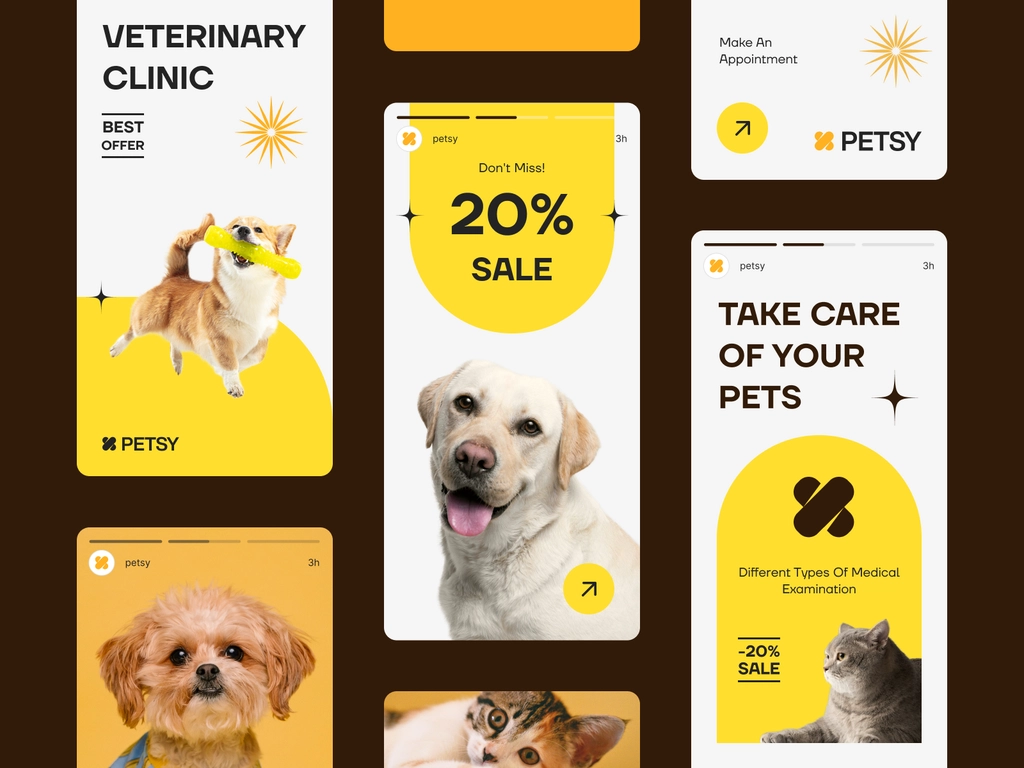 VETERINARY
CLINIC
BEST
OFFER
PETSY
petsy
3h
petsy
3h
Don't Miss!
20%
SALE
Make An
Appointment
PETSY
petsy
3h
TAKE CARE
OF YOUR
PETS
Different Types Of Medical
Examination
-20%
SALE